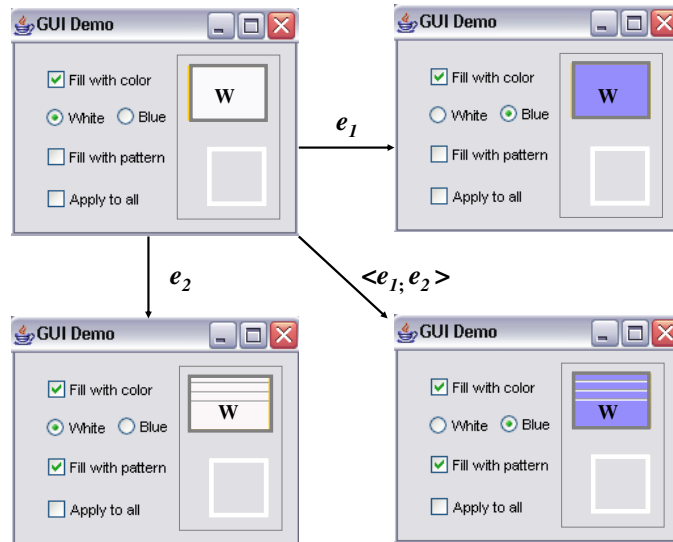 GUI Demo
Fill with color
W
White Blue
Fill with pattern
Apply to all
e1
GUI Demo
Fill with color
W
White Blue
Fill with pattern
Apply to all
e2
<e1; e2 >
GUI Demo
Fill with color
W
White Blue
Fill with pattern
Apply to all
GUI Demo
Fill with color
W
White Blue
Fill with pattern
Apply to all